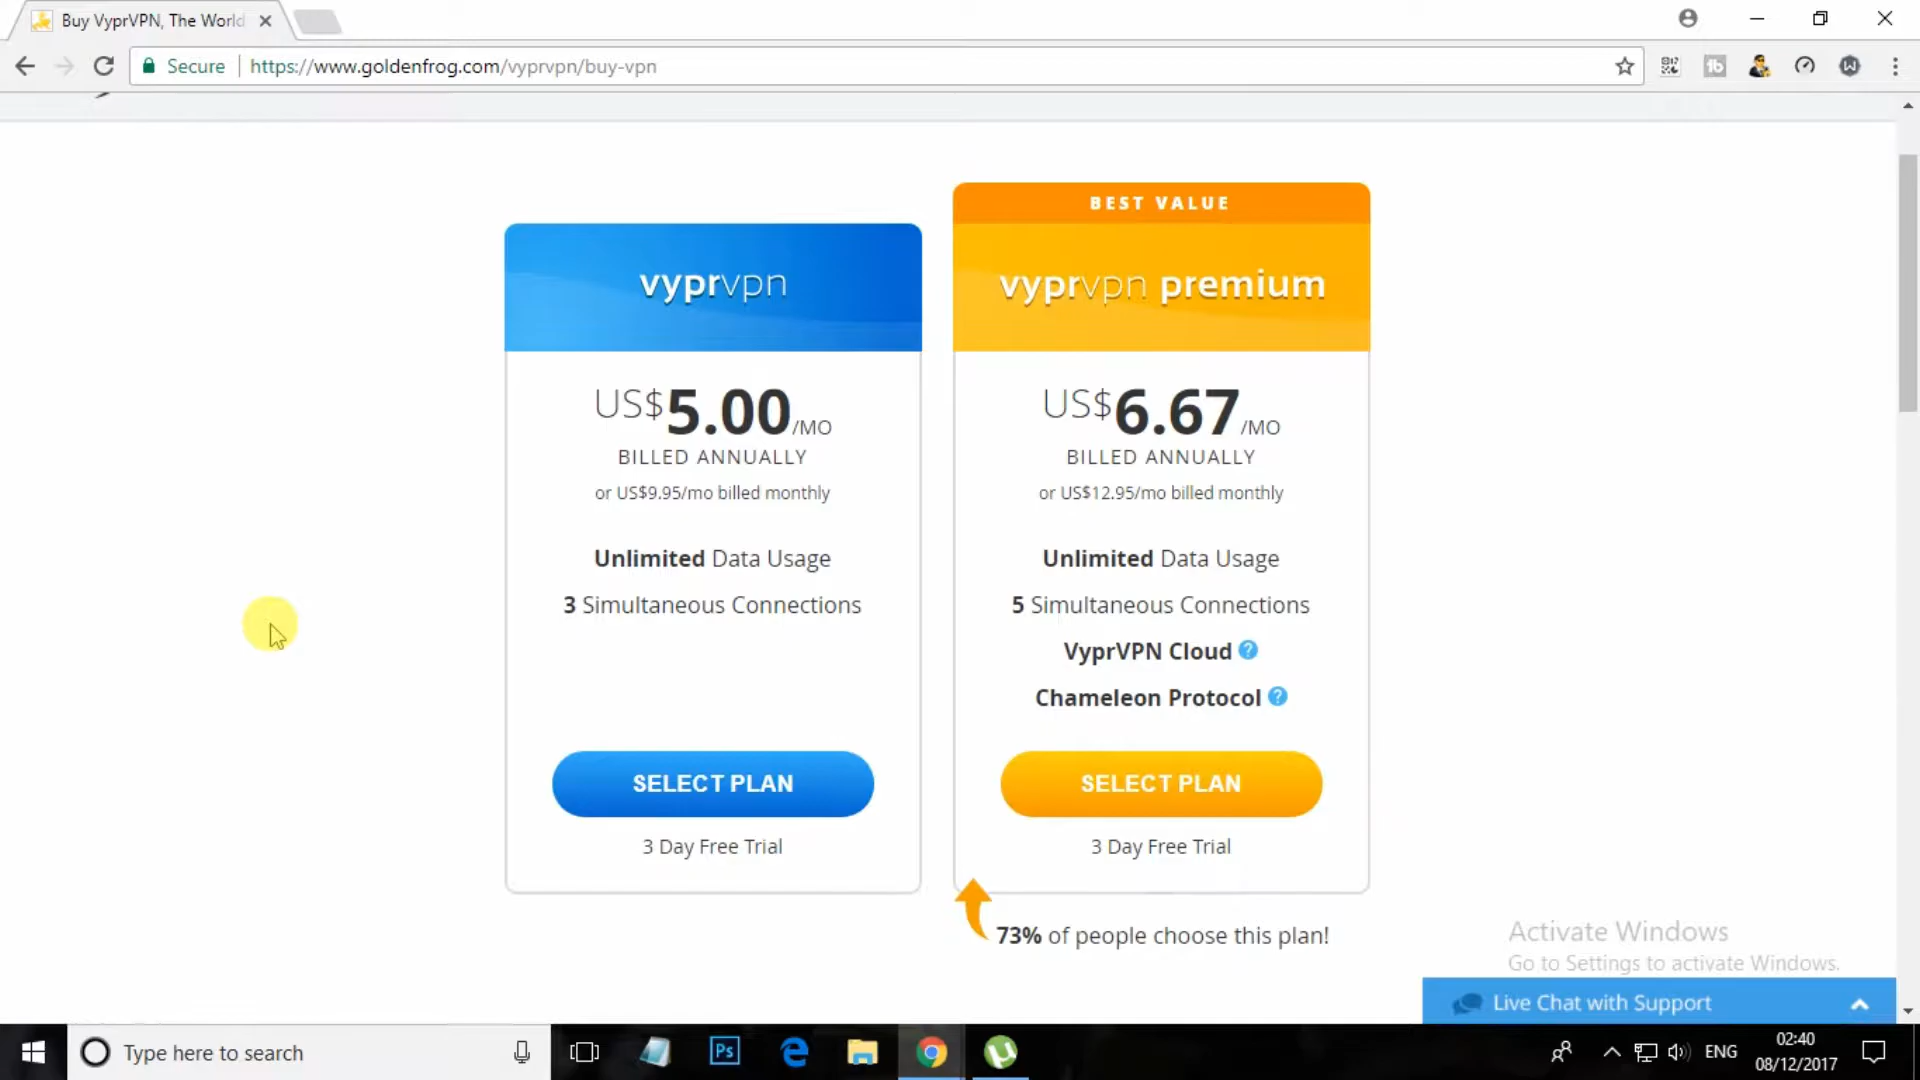 Buy VyprVPN, The World
Secure
https://www.goldenfrog.com/vyprvpn/buy-vpn
BEST VALUE
vyprvpn
vyprvpn premium
US$5.00/MO
BILLED ANNUALLY
or US$9.95/mo billed monthly
Unlimited Data Usage
3 Simultaneous Connections
SELECT PLAN
3 Day Free Trial
US$6.67/MO
BILLED ANNUALLY
or US$12.95/mo billed monthly
Unlimited Data Usage
5 Simultaneous Connections
VyprVPN Cloud ?
Chameleon Protocol ?
SELECT PLAN
3 Day Free Trial
73% of people choose this plan!
Activate Windows
Go to Settings to activate Windows.
Live Chat with Support
Type here to search
Ps
ENG
02:40
08/12/2017